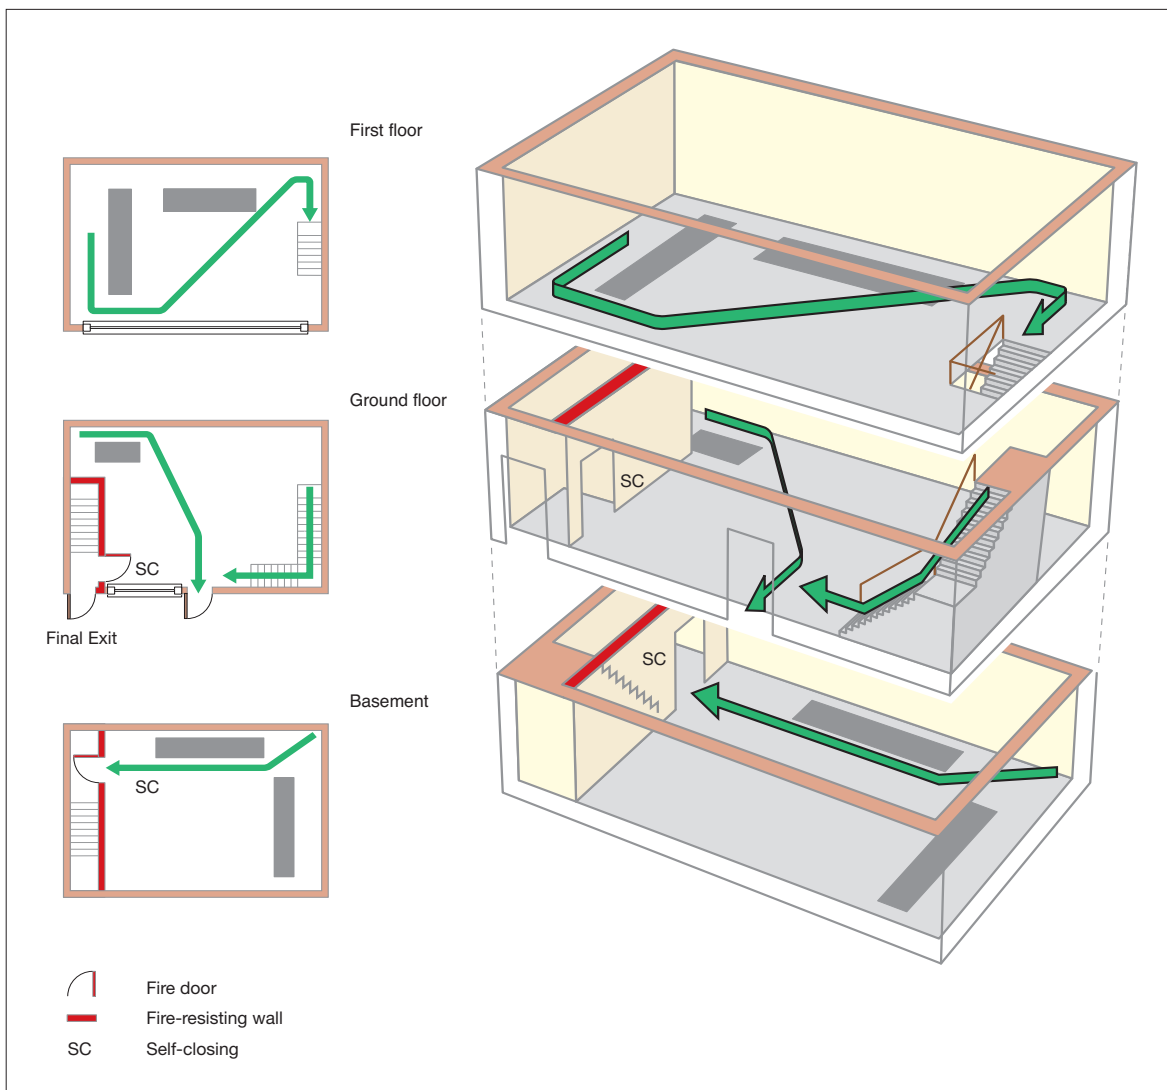 First floor
Ground floor
SC
SC
Final Exit
SC
Basement
SC
Fire door
Fire-resisting wall
SC Self-closing